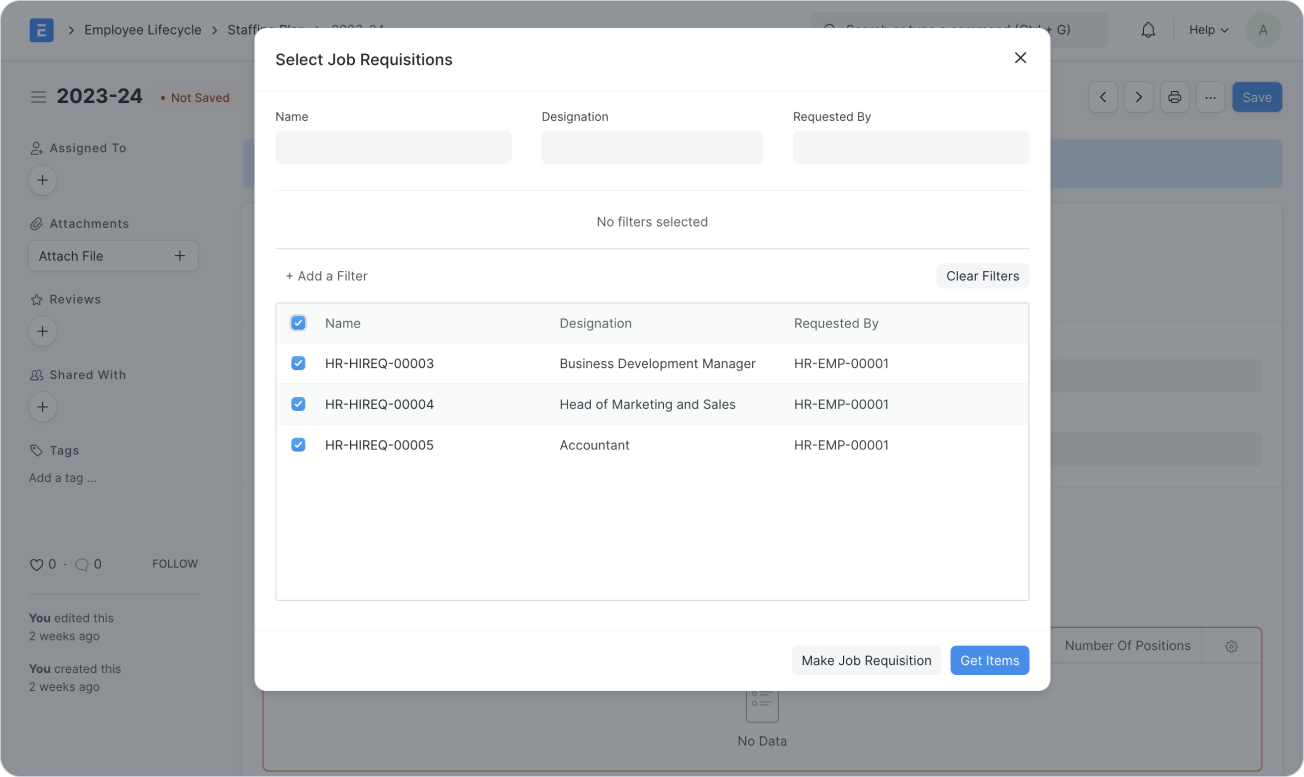 E
Employee Lifecycle
A
Help
Select Job Requisitions
2023-24
• Not Saved
Save
Name
Designation
Requested By
Assigned To
Attachments
Attach File
No filters selected
+ Add a Filter
Clear Filters
Reviews
Name
Designation
Requested By
HR-HIREQ-00003
Business Development Manager
HR-EMP-00001
Shared With
HR-HIREQ-00004
Head of Marketing and Sales
HR-EMP-00001
HR-HIREQ-00005
Accountant
HR-EMP-00001
Tags
Add a tag ...
0 · 0
FOLLOW
You edited this
2 weeks ago
You created this
2 weeks ago
Number Of Positions
Make Job Requisition
Get Items
No Data